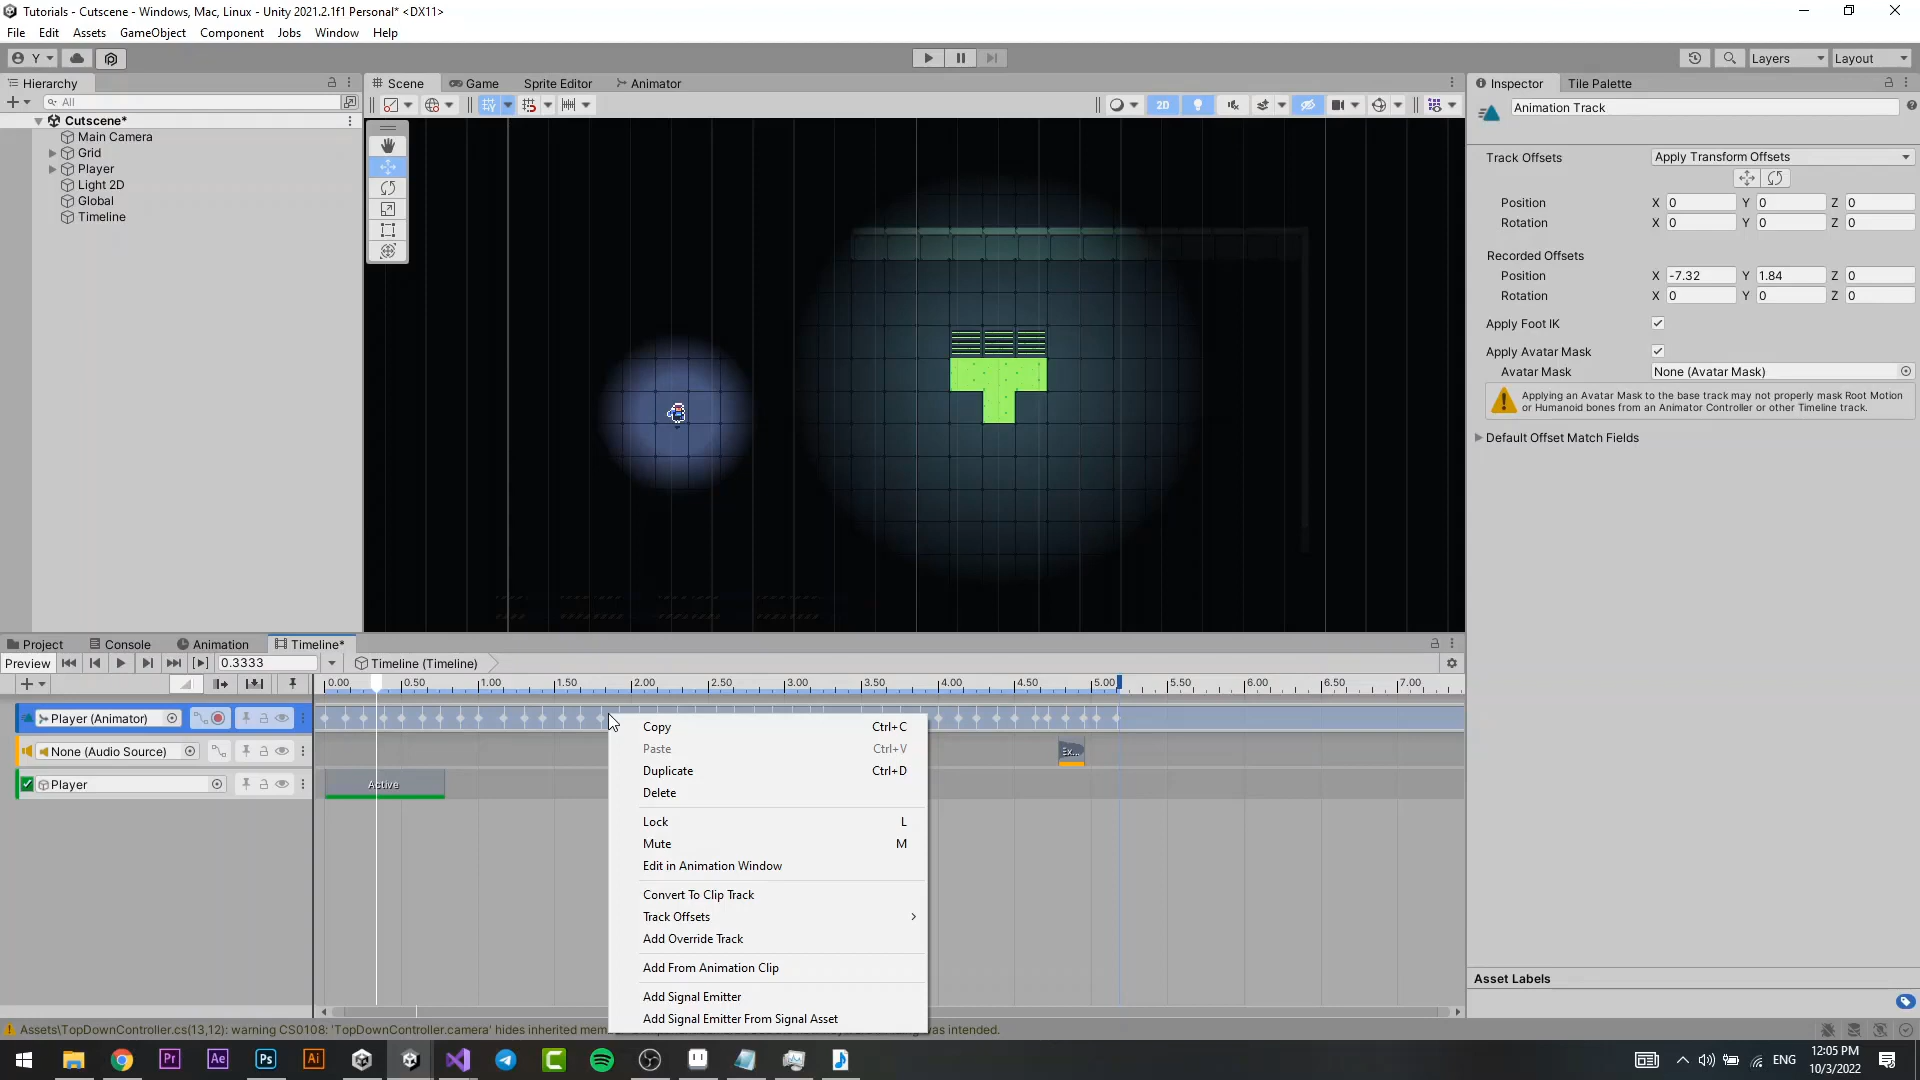 Tutorials - Cutscene - Windows, Mac, Linux - Unity 2021.2.1f1 Personal* <DX11>
File Edit Assets GameObject Component Jobs Window Help
Y Layers Layout
Hierarchy Scene Game Sprite Editor Animator Inspector Tile Palette
All 2D
Animation Track
Cutscene*
Main Camera
Grid
Player
Light 2D
Global
Timeline
Track Offsets Apply Transform Offsets
Position X 0 Y 0 Z 0
Rotation X 0 Y 0 Z 0
Recorded Offsets
Position X -7.32 Y 1.84 Z 0
Rotation X 0 Y 0 Z 0
Apply Foot IK
Apply Avatar Mask
Avatar Mask None (Avatar Mask)
Applying an Avatar Mask to the base track may not properly mask Root Motion
or Humanoid bones from an Animator Controller or other Timeline track.
Default Offset Match Fields
Project Console Animation Timeline*
Preview 0.3333 Timeline (Timeline)
0.00 0.50 1.00 1.50 2.00 2.50 3.00 3.50 4.00 4.50 5.00 5.50 6.00 6.50 7.00
Player (Animator)
None (Audio Source) Ex...
Player Active
Copy Ctrl+C
Paste Ctrl+V
Duplicate Ctrl+D
Delete
Lock L
Mute M
Edit in Animation Window
Convert To Clip Track
Track Offsets
Add Override Track
Add From Animation Clip
Add Signal Emitter
Add Signal Emitter From Signal Asset
Asset Labels
Assets\TopDownController.cs(13,12): warning CS0108: 'TopDownController.camera' hides inherited mem was intended.
Pr Ae Ps Ai C
ENG 12:05 PM
10/3/2022